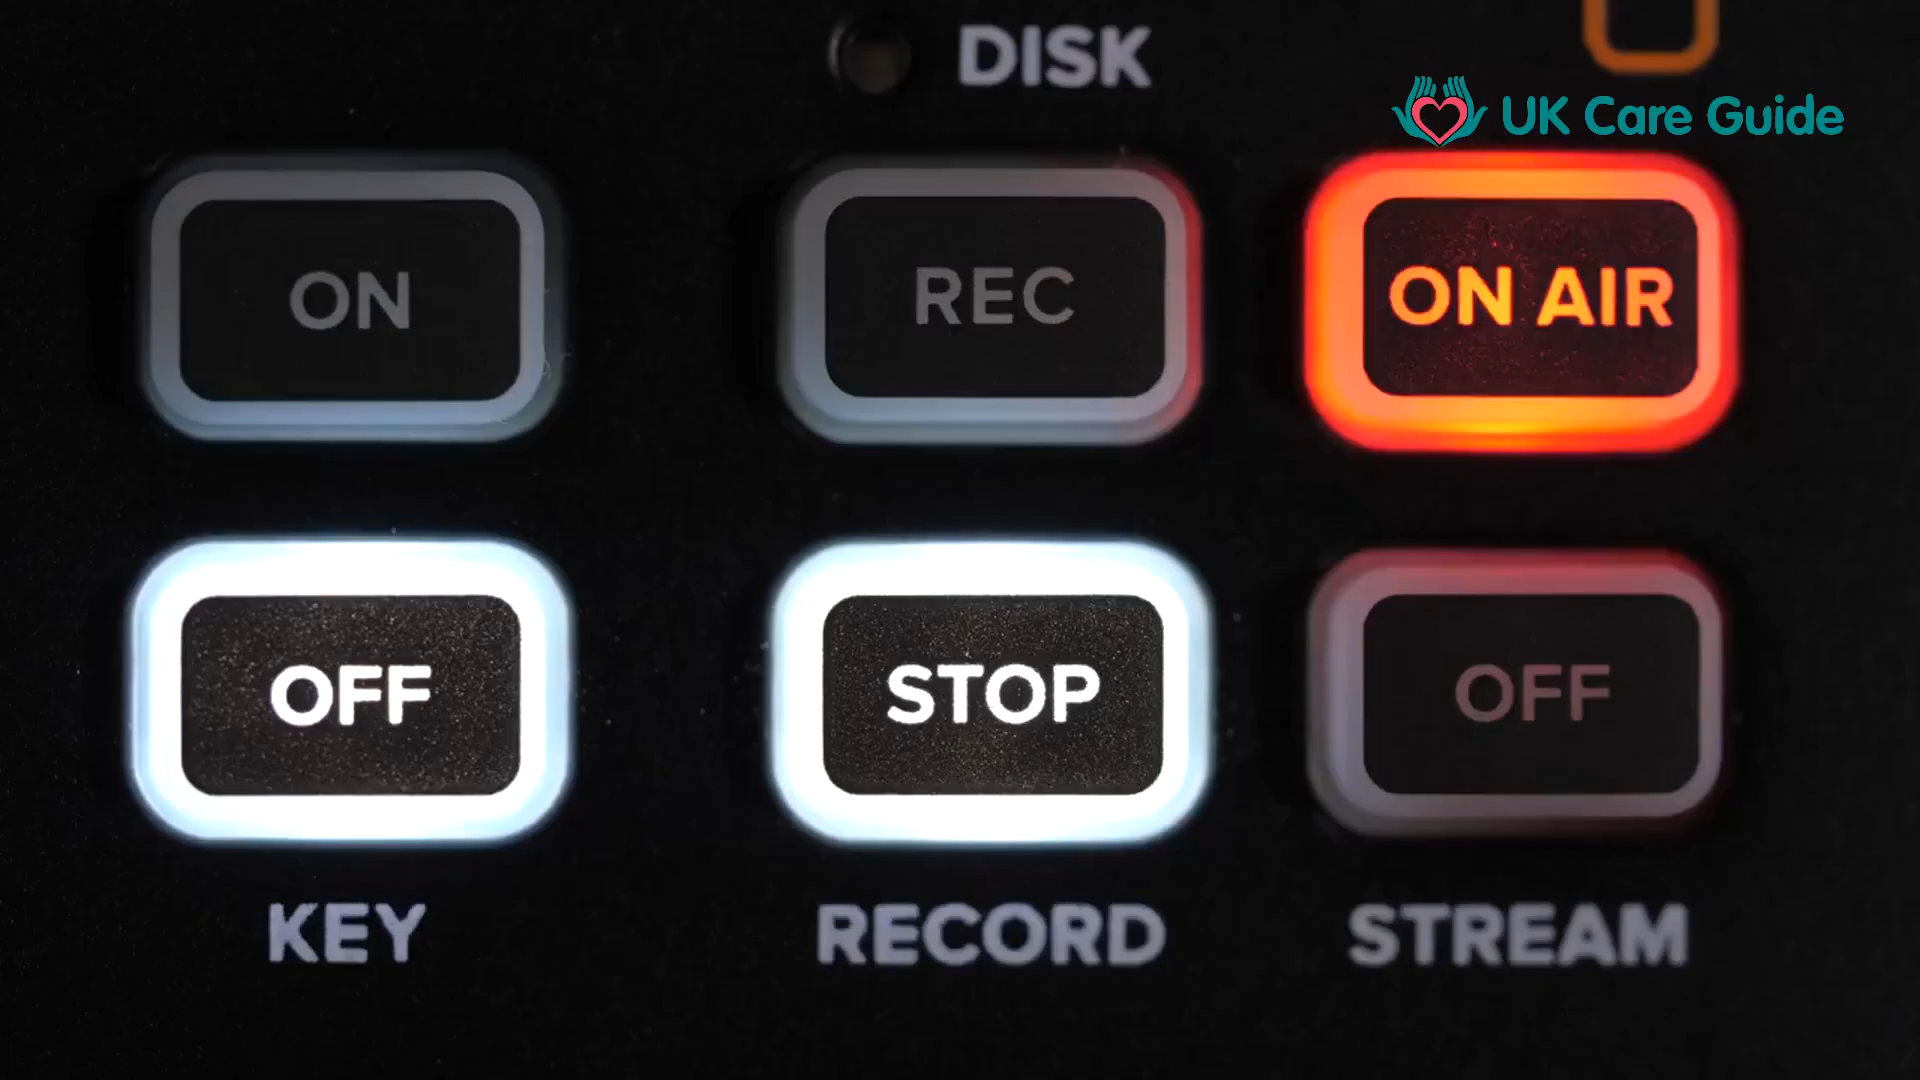 DISK
UK Care Guide
ON
REC
ON AIR
OFF
STOP
OFF
KEY
RECORD
STREAM